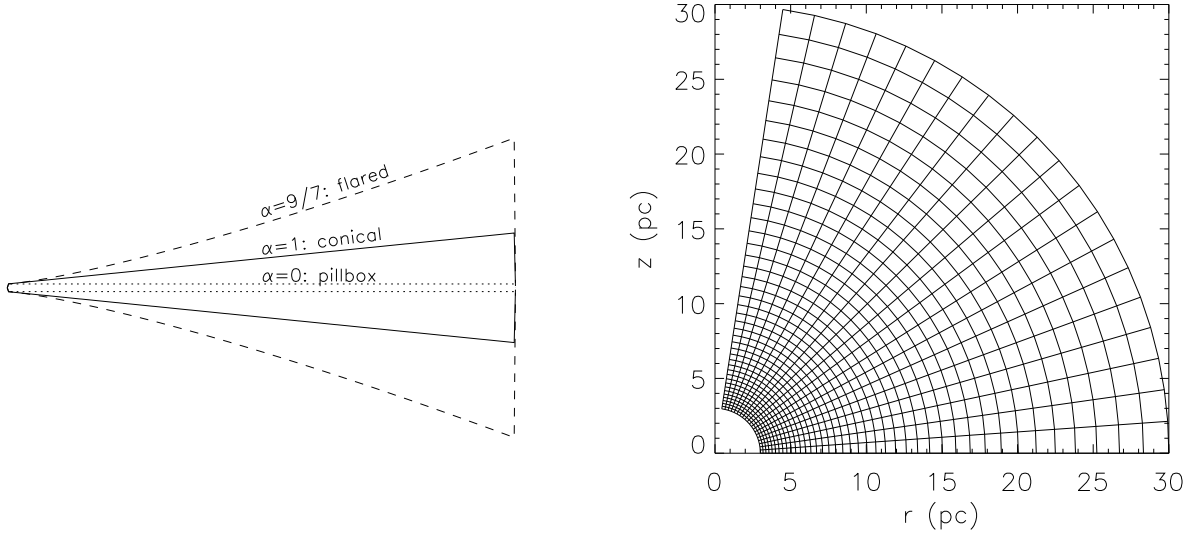 α=9/7: flared
α=1: conical
α=0: pillbox
30
25
20
15
10
5
0
z (pc)
0 5 10 15 20 25 30
r (pc)